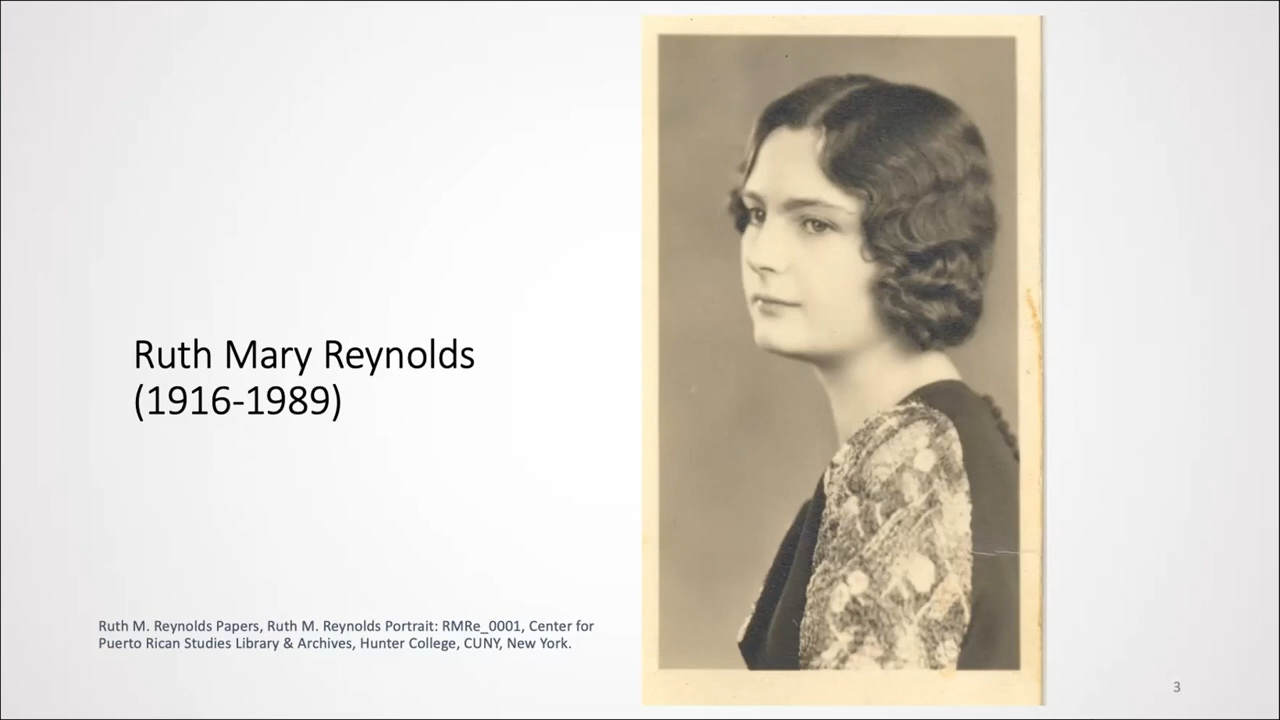 Ruth Mary Reynolds
(1916-1989)
Ruth M. Reynolds Papers, Ruth M. Reynolds Portrait: RMRe_0001, Center for
Puerto Rican Studies Library & Archives, Hunter College, CUNY, New York.
3